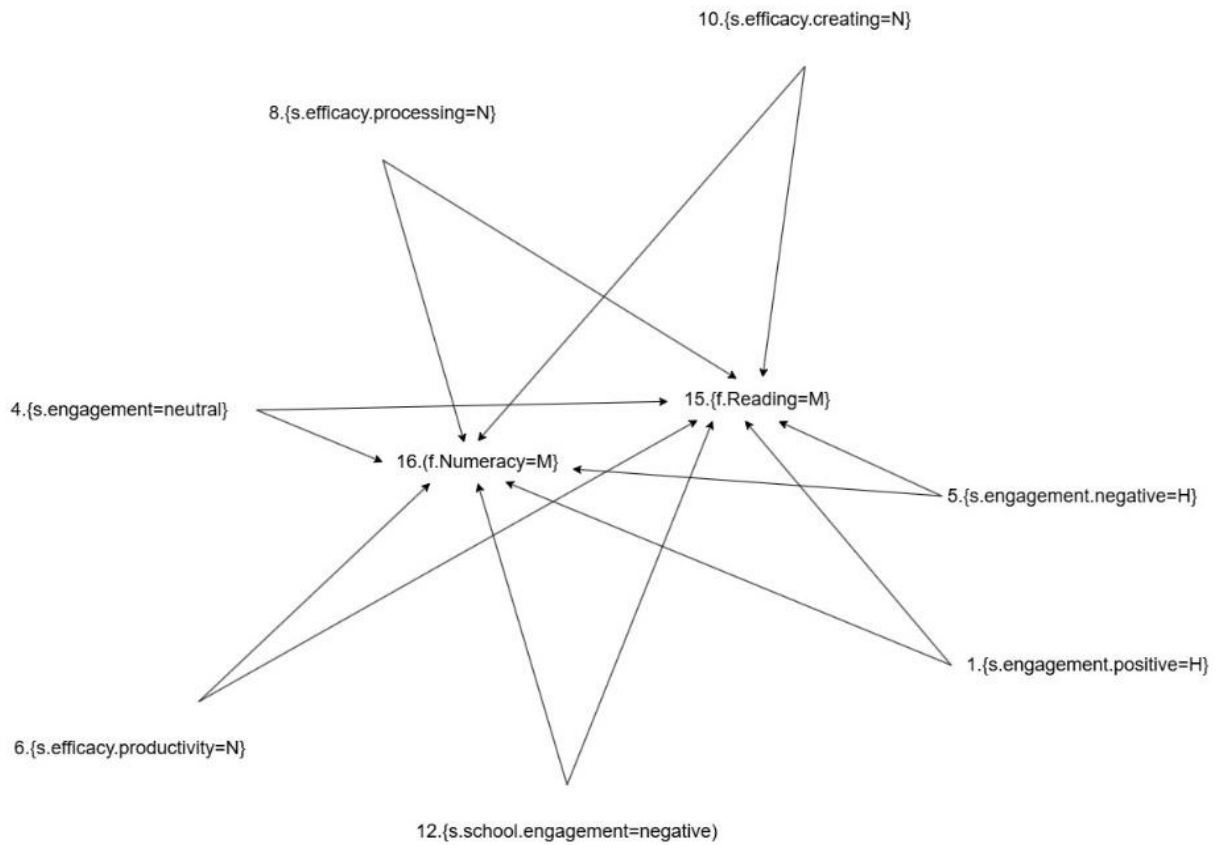 10.{s.efficacy.creating=N}
8.{s.efficacy.processing=N}
4.{s.engagement=neutral}
15.{f.Reading=M}
16.(f.Numeracy=M}
5.{s.engagement.negative=H}
1.{s.engagement.positive=H}
6.{s.efficacy.productivity=N}
12.{s.school.engagement=negative)